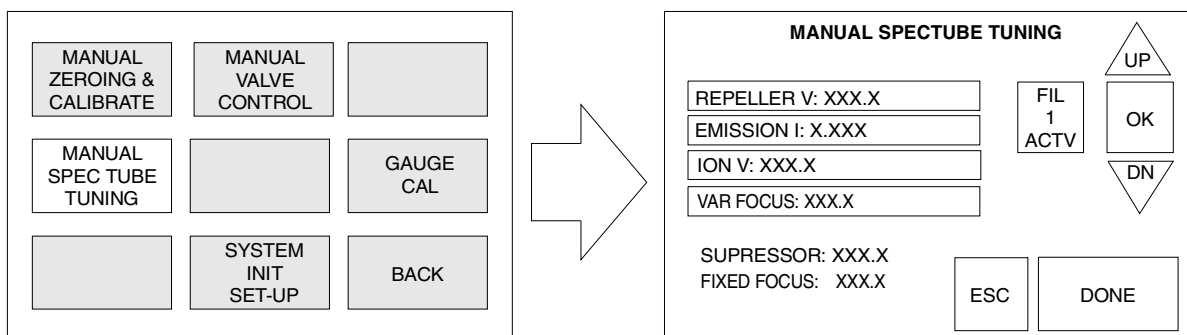 MANUAL
ZEROING &
CALIBRATE
MANUAL
VALVE
CONTROL
MANUAL
SPEC TUBE
TUNING
GAUGE
CAL
SYSTEM
INIT
SET-UP
BACK
MANUAL SPECTUBE TUNING
REPELLER V: XXX.X
EMISSION I: X.XXX
ION V: XXX.X
VAR FOCUS: XXX.X
SUPRESSOR: XXX.X
FIXED FOCUS: XXX.X
FIL
1
ACTV
UP
OK
DN
ESC
DONE